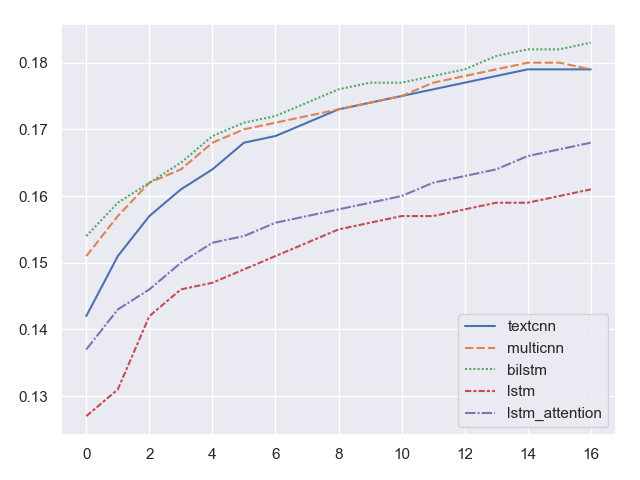 0.18
0.17
0.16
0.15
0.14
0.13
0 2 4 6 8 10 12 14 16
textcnn
multicnn
bilstm
lstm
lstm_attention